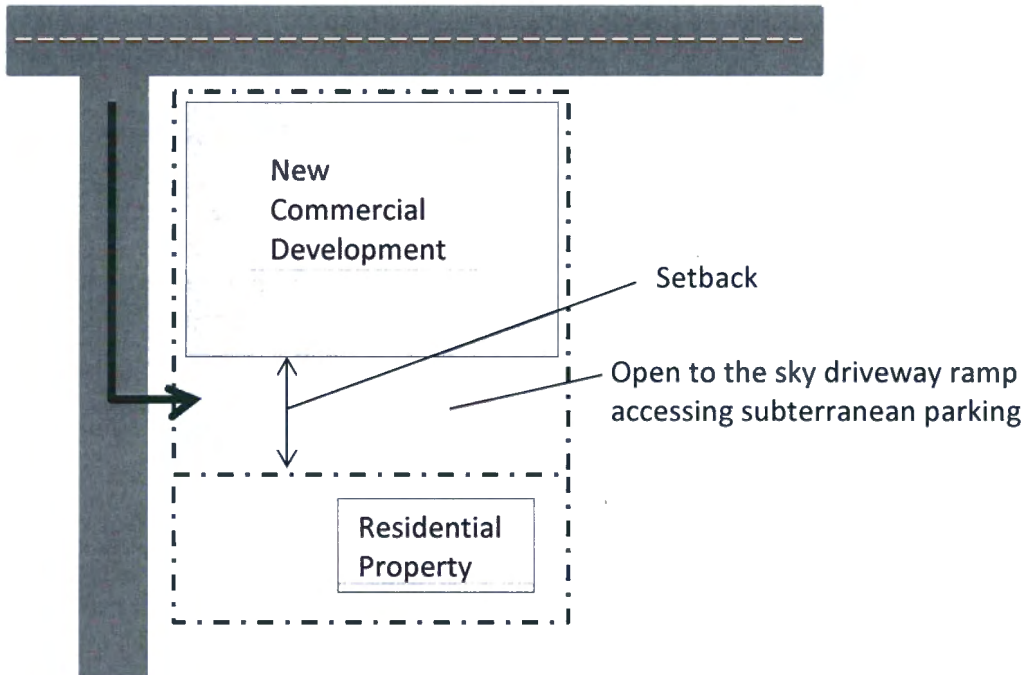 New
Commercial
Development
Setback
Open to the sky driveway ramp
accessing subterranean parking
Residential
Property